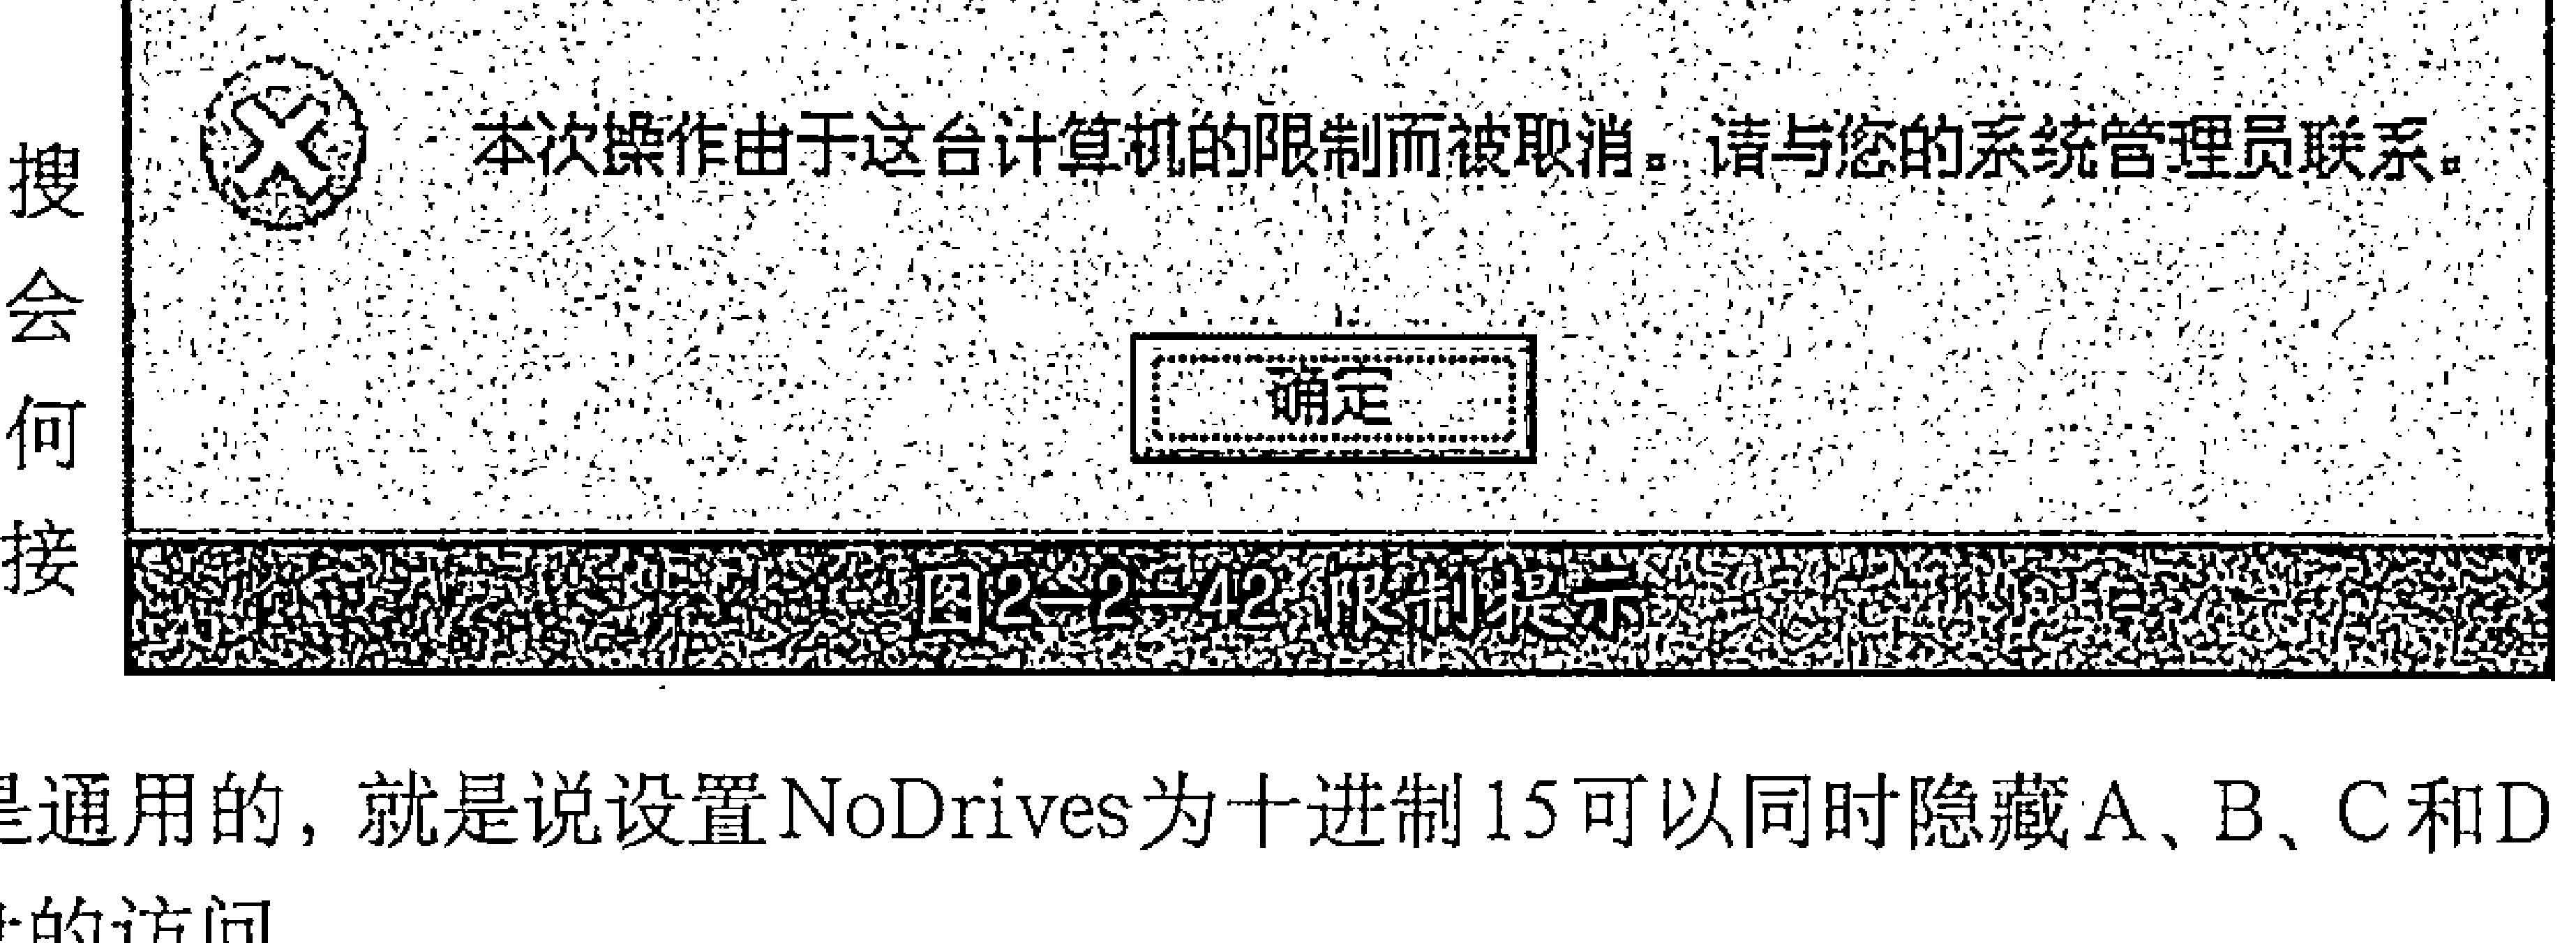 搜
会
何
接
本次操作由于这台计算机的限制而被取消。请与您的系统管理员联系。
确定
图2-2-42 限制提示
是通用的，就是说设置NoDrives为十进制15可以同时隐藏A、B、C和D
的访问